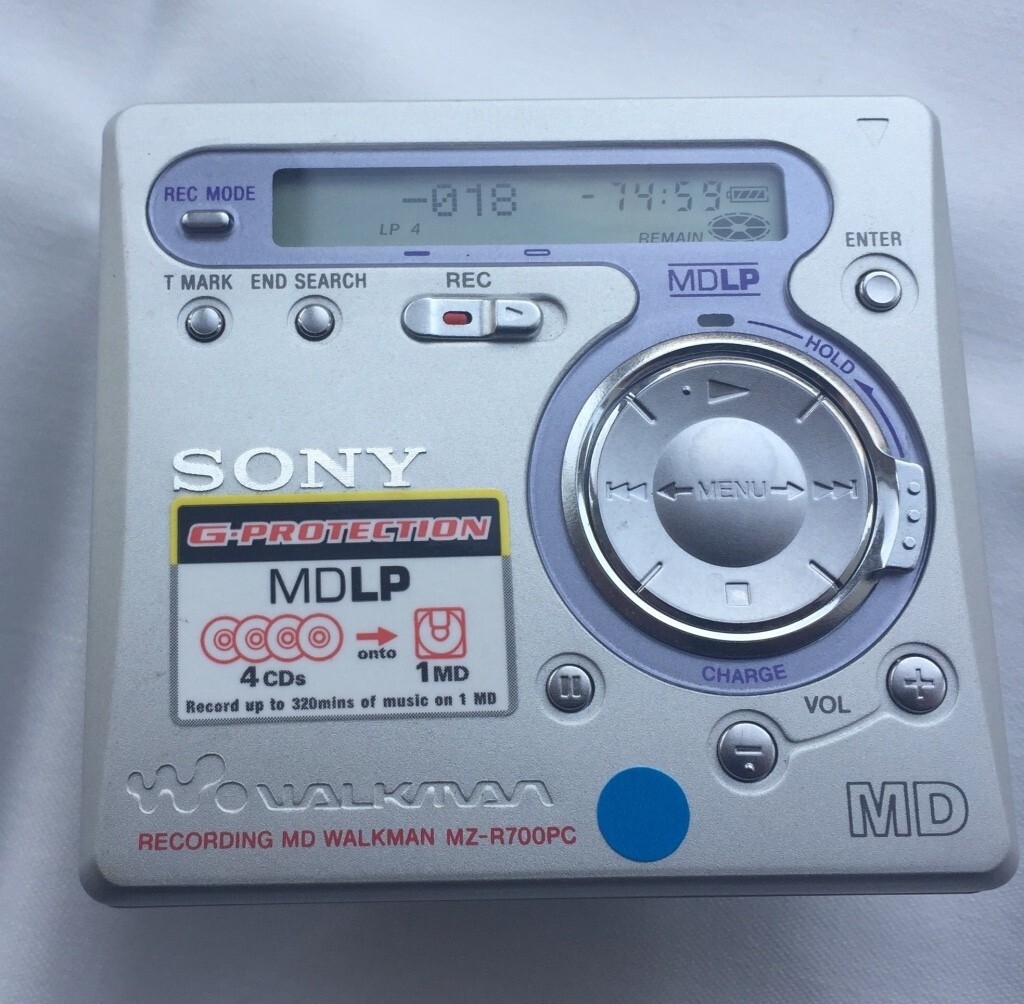 REC MODE
-018 -74:59
LP 4 REMAIN
T MARK END SEARCH REC
MDLP
ENTER
HOLD
SONY
MENU
G-PROTECTION
MDLP
onto
4 CDs 1 MD
Record up to 320mins of music on 1 MD
CHARGE
VOL
+
-
WALKMAN
RECORDING MD WALKMAN MZ-R700PC
MD